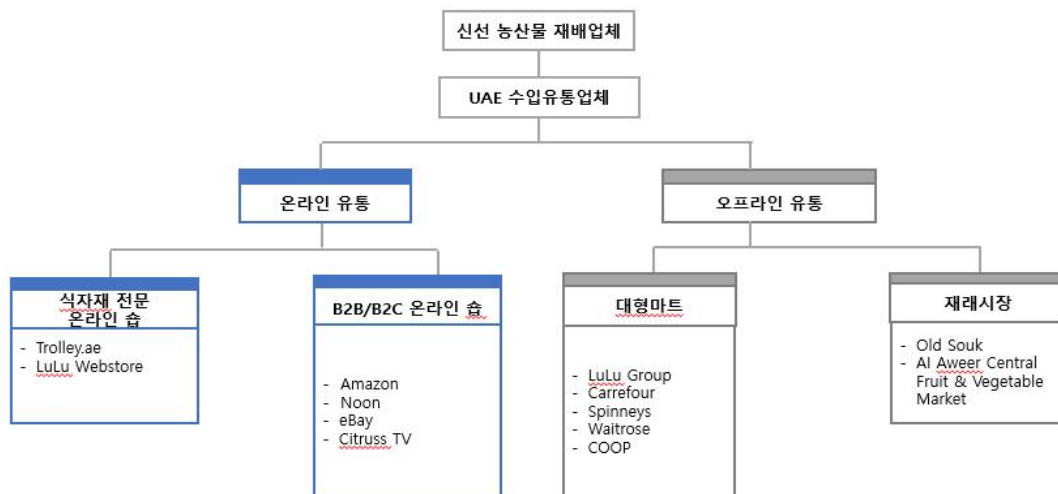 신선 농산물 재배업체
UAE 수입유통업체
온라인 유통
오프라인 유통
식자재 전문
온라인 숍
- Trolley.ae
- LuLu Webstore
B2B/B2C 온라인 숍
- Amazon
- Noon
- eBay
- Citruss TV
대형마트
- LuLu Group
- Carrefour
- Spinneys
- Waitrose
- COOP
재래시장
- Old Souk
- Al Aweer Central
Fruit & Vegetable
Market